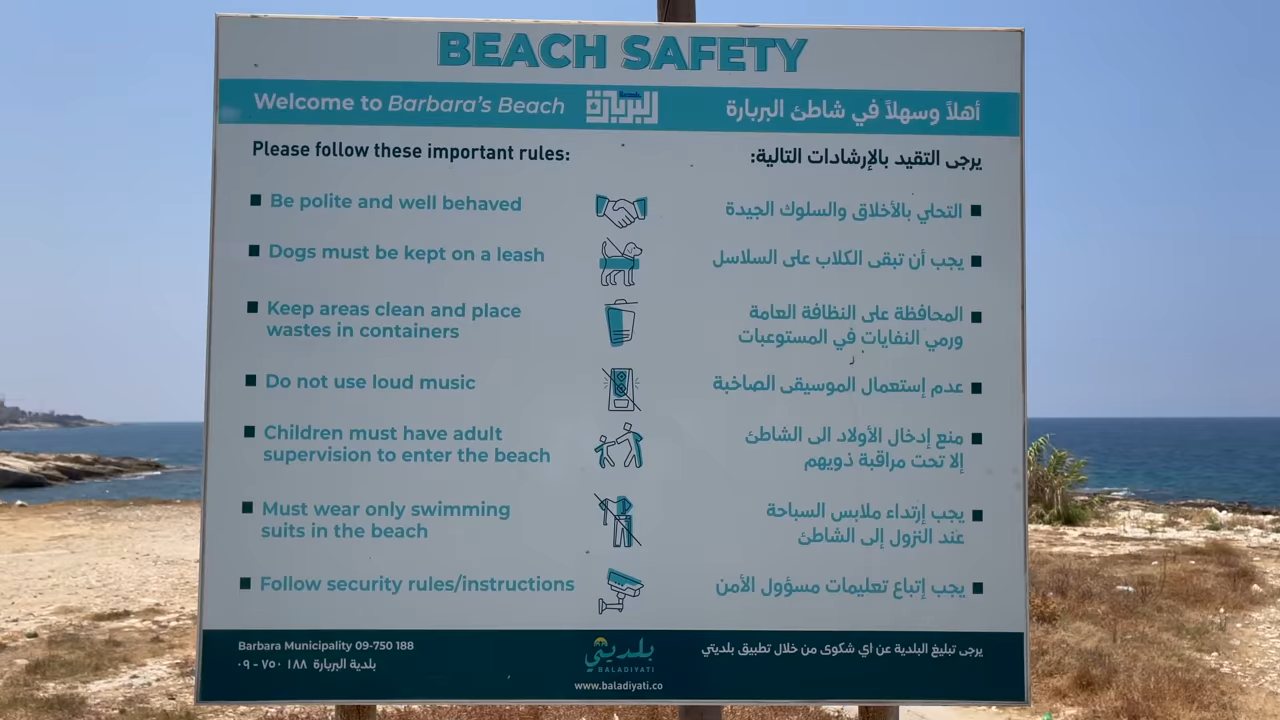 BEACH SAFETY
Welcome to Barbara's Beach
البربارة
أهلاً وسهلاً في شاطئ البربارة
Please follow these important rules:
Be polite and well behaved
Dogs must be kept on a leash
Keep areas clean and place
wastes in containers
Do not use loud music
Children must have adult
supervision to enter the beach
Must wear only swimming
suits in the beach
Follow security rules/instructions
يرجى التقيد بالإرشادات التالية:
التحلي بالأخلاق والسلوك الجيدة
يجب أن تبقى الكلاب على السلاسل
المحافظة على النظافة العامة
ورمي النفايات في المستوعبات
عدم إستعمال الموسيقى الصاخبة
منع إدخال الأولاد الى الشاطئ
إلا تحت مراقبة ذويهم
يجب إرتداء ملابس السباحة
عند النزول إلى الشاطئ
يجب إتباع تعليمات مسؤول الأمن
Barbara Municipality 09-750 188
بلدية البربارة ١٨٨ ٧٥٠ - ٠٩
بلديتي
BALADIYATI
www.baladiyati.co
يرجى تبليغ البلدية عن اي شكوى من خلال تطبيق بلديتي